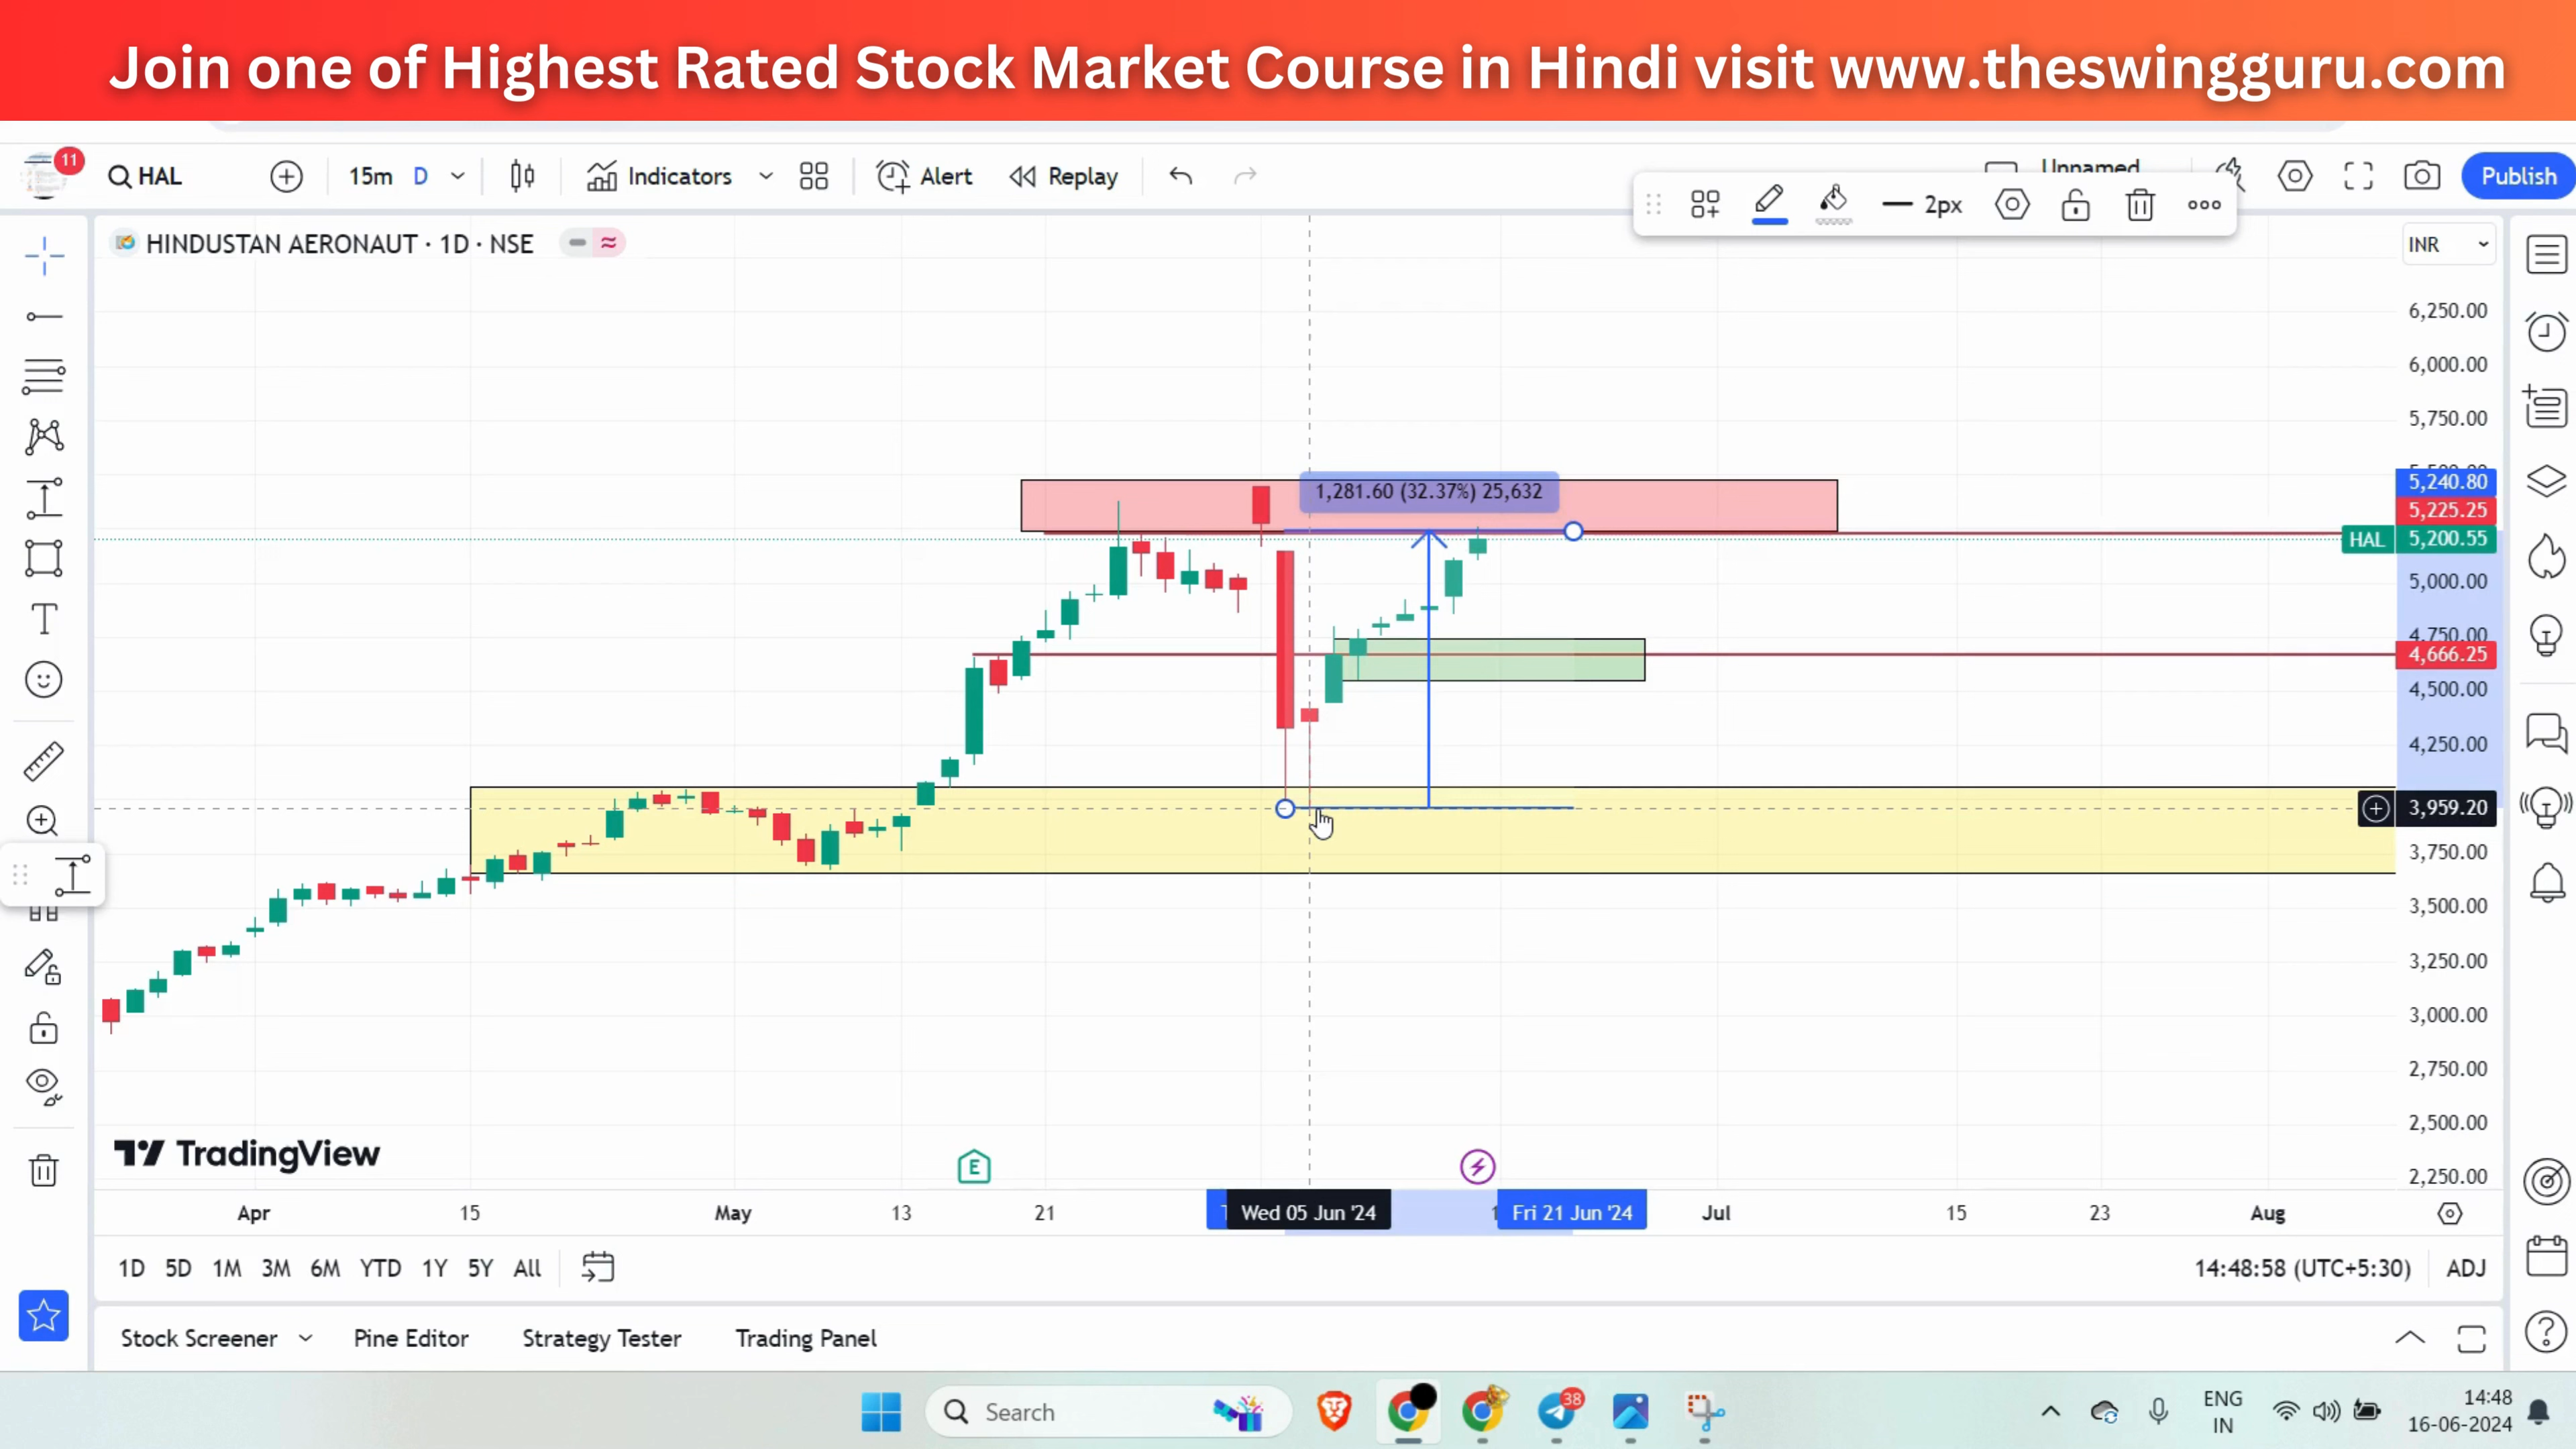 Join one of Highest Rated Stock Market Course in Hindi visit www.theswingguru.com
11
HAL
15m D
Indicators
Alert
Replay
Unnamed
Publish
2px
HINDUSTAN AERONAUT · 1D · NSE
INR
6,250.00
6,000.00
5,750.00
1,281.60 (32.37%) 25,632
5,240.80
5,225.25
HAL 5,200.55
5,000.00
4,750.00
4,666.25
4,500.00
4,250.00
3,959.20
3,750.00
3,500.00
3,250.00
3,000.00
2,750.00
2,500.00
2,250.00
TradingView
E
Apr 15 May 13 21 Wed 05 Jun '24 Fri 21 Jun '24 Jul 15 23 Aug
1D 5D 1M 3M 6M YTD 1Y 5Y All
14:48:58 (UTC+5:30) ADJ
Stock Screener Pine Editor Strategy Tester Trading Panel
Search
38
ENG
IN
14:48
16-06-2024